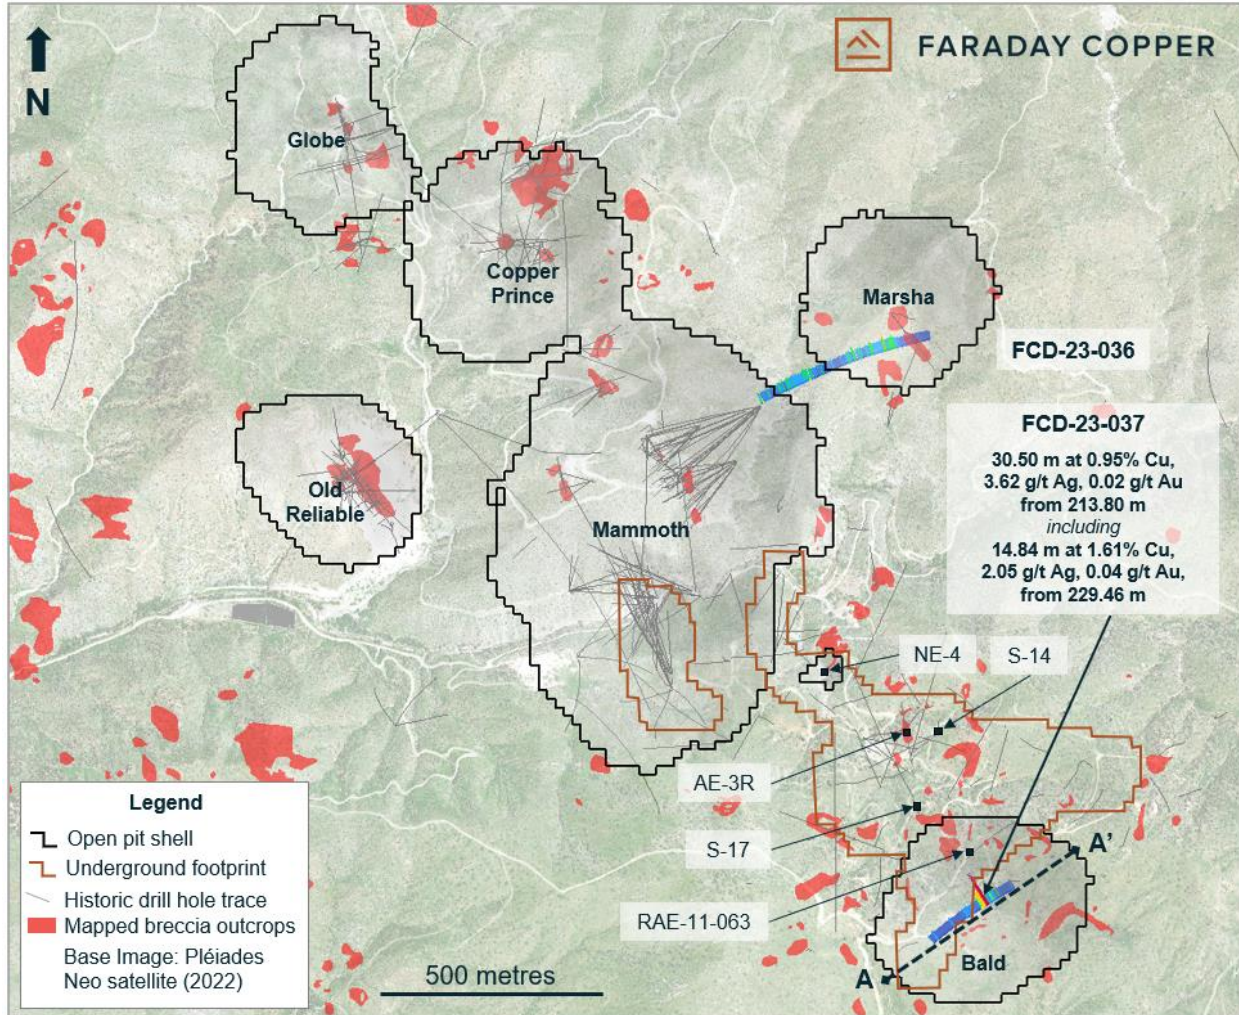 FARADAY COPPER
N
Globe
Copper
Prince
Marsha
FCD-23-036
FCD-23-037
30.50 m at 0.95% Cu,
3.62 g/t Ag, 0.02 g/t Au
from 213.80 m
including
14.84 m at 1.61% Cu,
2.05 g/t Ag, 0.04 g/t Au,
from 229.46 m
Old
Reliable
Mammoth
NE-4
S-14
AE-3R
S-17
RAE-11-063
A'
A
Bald
Legend
Open pit shell
Underground footprint
Historic drill hole trace
Mapped breccia outcrops
Base Image: Pléiades
Neo satellite (2022)
500 metres